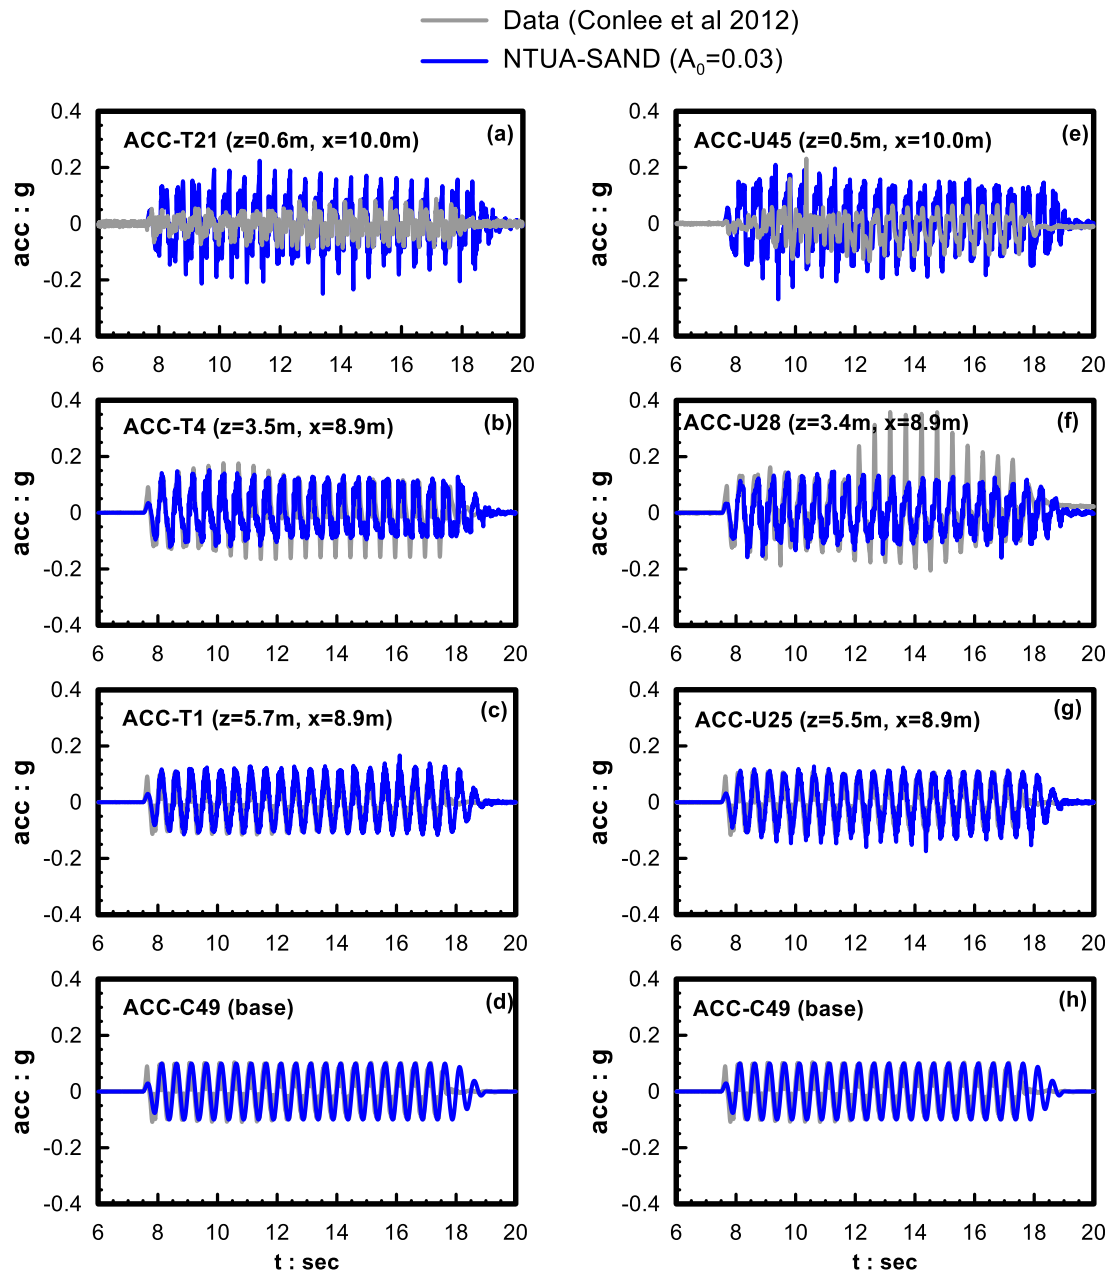 Data (Conlee et al 2012)
NTUA-SAND (A0=0.03)
0.4
0.2
0
-0.2
-0.4
acc : g
ACC-T21 (z=0.6m, x=10.0m)
(a)
6 8 10 12 14 16 18 20
0.4
0.2
0
-0.2
-0.4
acc : g
ACC-U45 (z=0.5m, x=10.0m)
(e)
6 8 10 12 14 16 18 20
0.4
0.2
0
-0.2
-0.4
acc : g
ACC-T4 (z=3.5m, x=8.9m)
(b)
6 8 10 12 14 16 18 20
0.4
0.2
0
-0.2
-0.4
acc : g
ACC-U28 (z=3.4m, x=8.9m)
(f)
6 8 10 12 14 16 18 20
0.4
0.2
0
-0.2
-0.4
acc : g
ACC-T1 (z=5.7m, x=8.9m)
(c)
6 8 10 12 14 16 18 20
0.4
0.2
0
-0.2
-0.4
acc : g
ACC-U25 (z=5.5m, x=8.9m)
(g)
6 8 10 12 14 16 18 20
0.4
0.2
0
-0.2
-0.4
acc : g
ACC-C49 (base)
(d)
6 8 10 12 14 16 18 20
t : sec
0.4
0.2
0
-0.2
-0.4
acc : g
ACC-C49 (base)
(h)
6 8 10 12 14 16 18 20
t : sec